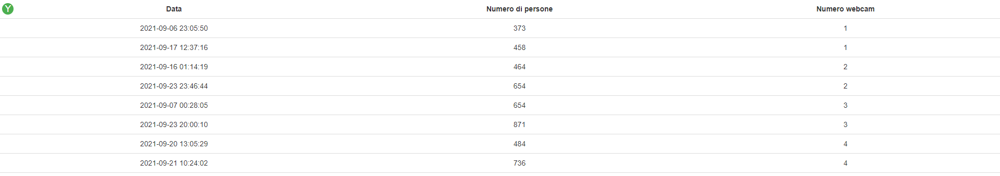 Y Data Numero di persone Numero webcam
2021-09-06 23:05:50 373 1
2021-09-17 12:37:16 458 1
2021-09-16 01:14:19 464 2
2021-09-23 23:46:44 654 2
2021-09-07 00:28:05 654 3
2021-09-23 20:00:10 871 3
2021-09-20 13:05:29 484 4
2021-09-21 10:24:02 736 4